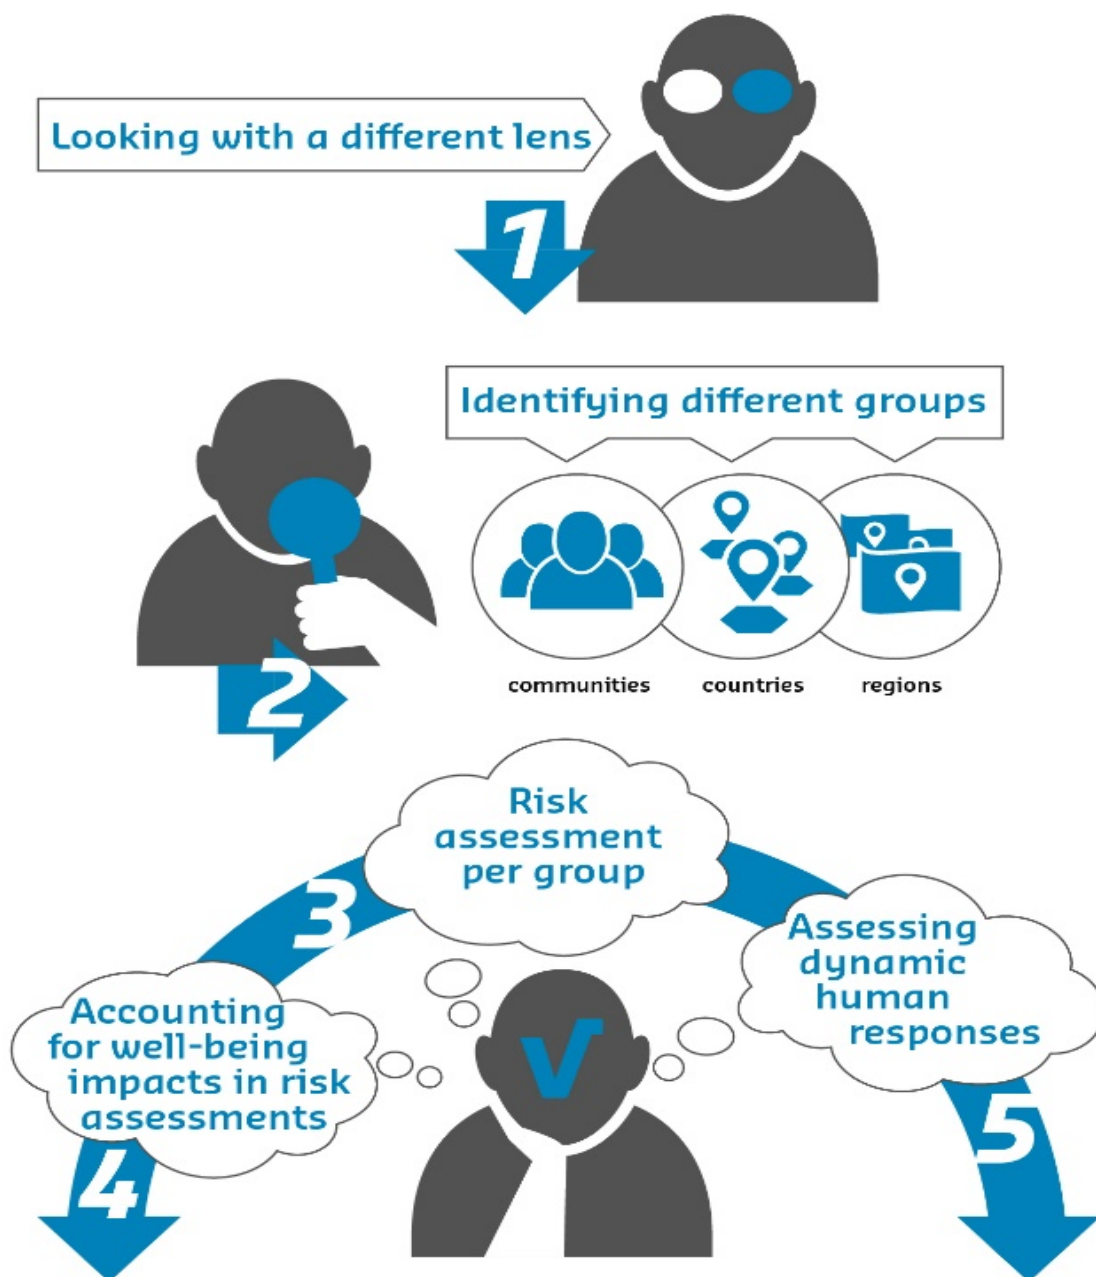 Looking with a different lens
1
Identifying different groups
communities
countries
regions
2
Risk
assessment
per group
3
Assessing
dynamic
human
responses
Accounting
for well-being
impacts in risk
assessments
4
5